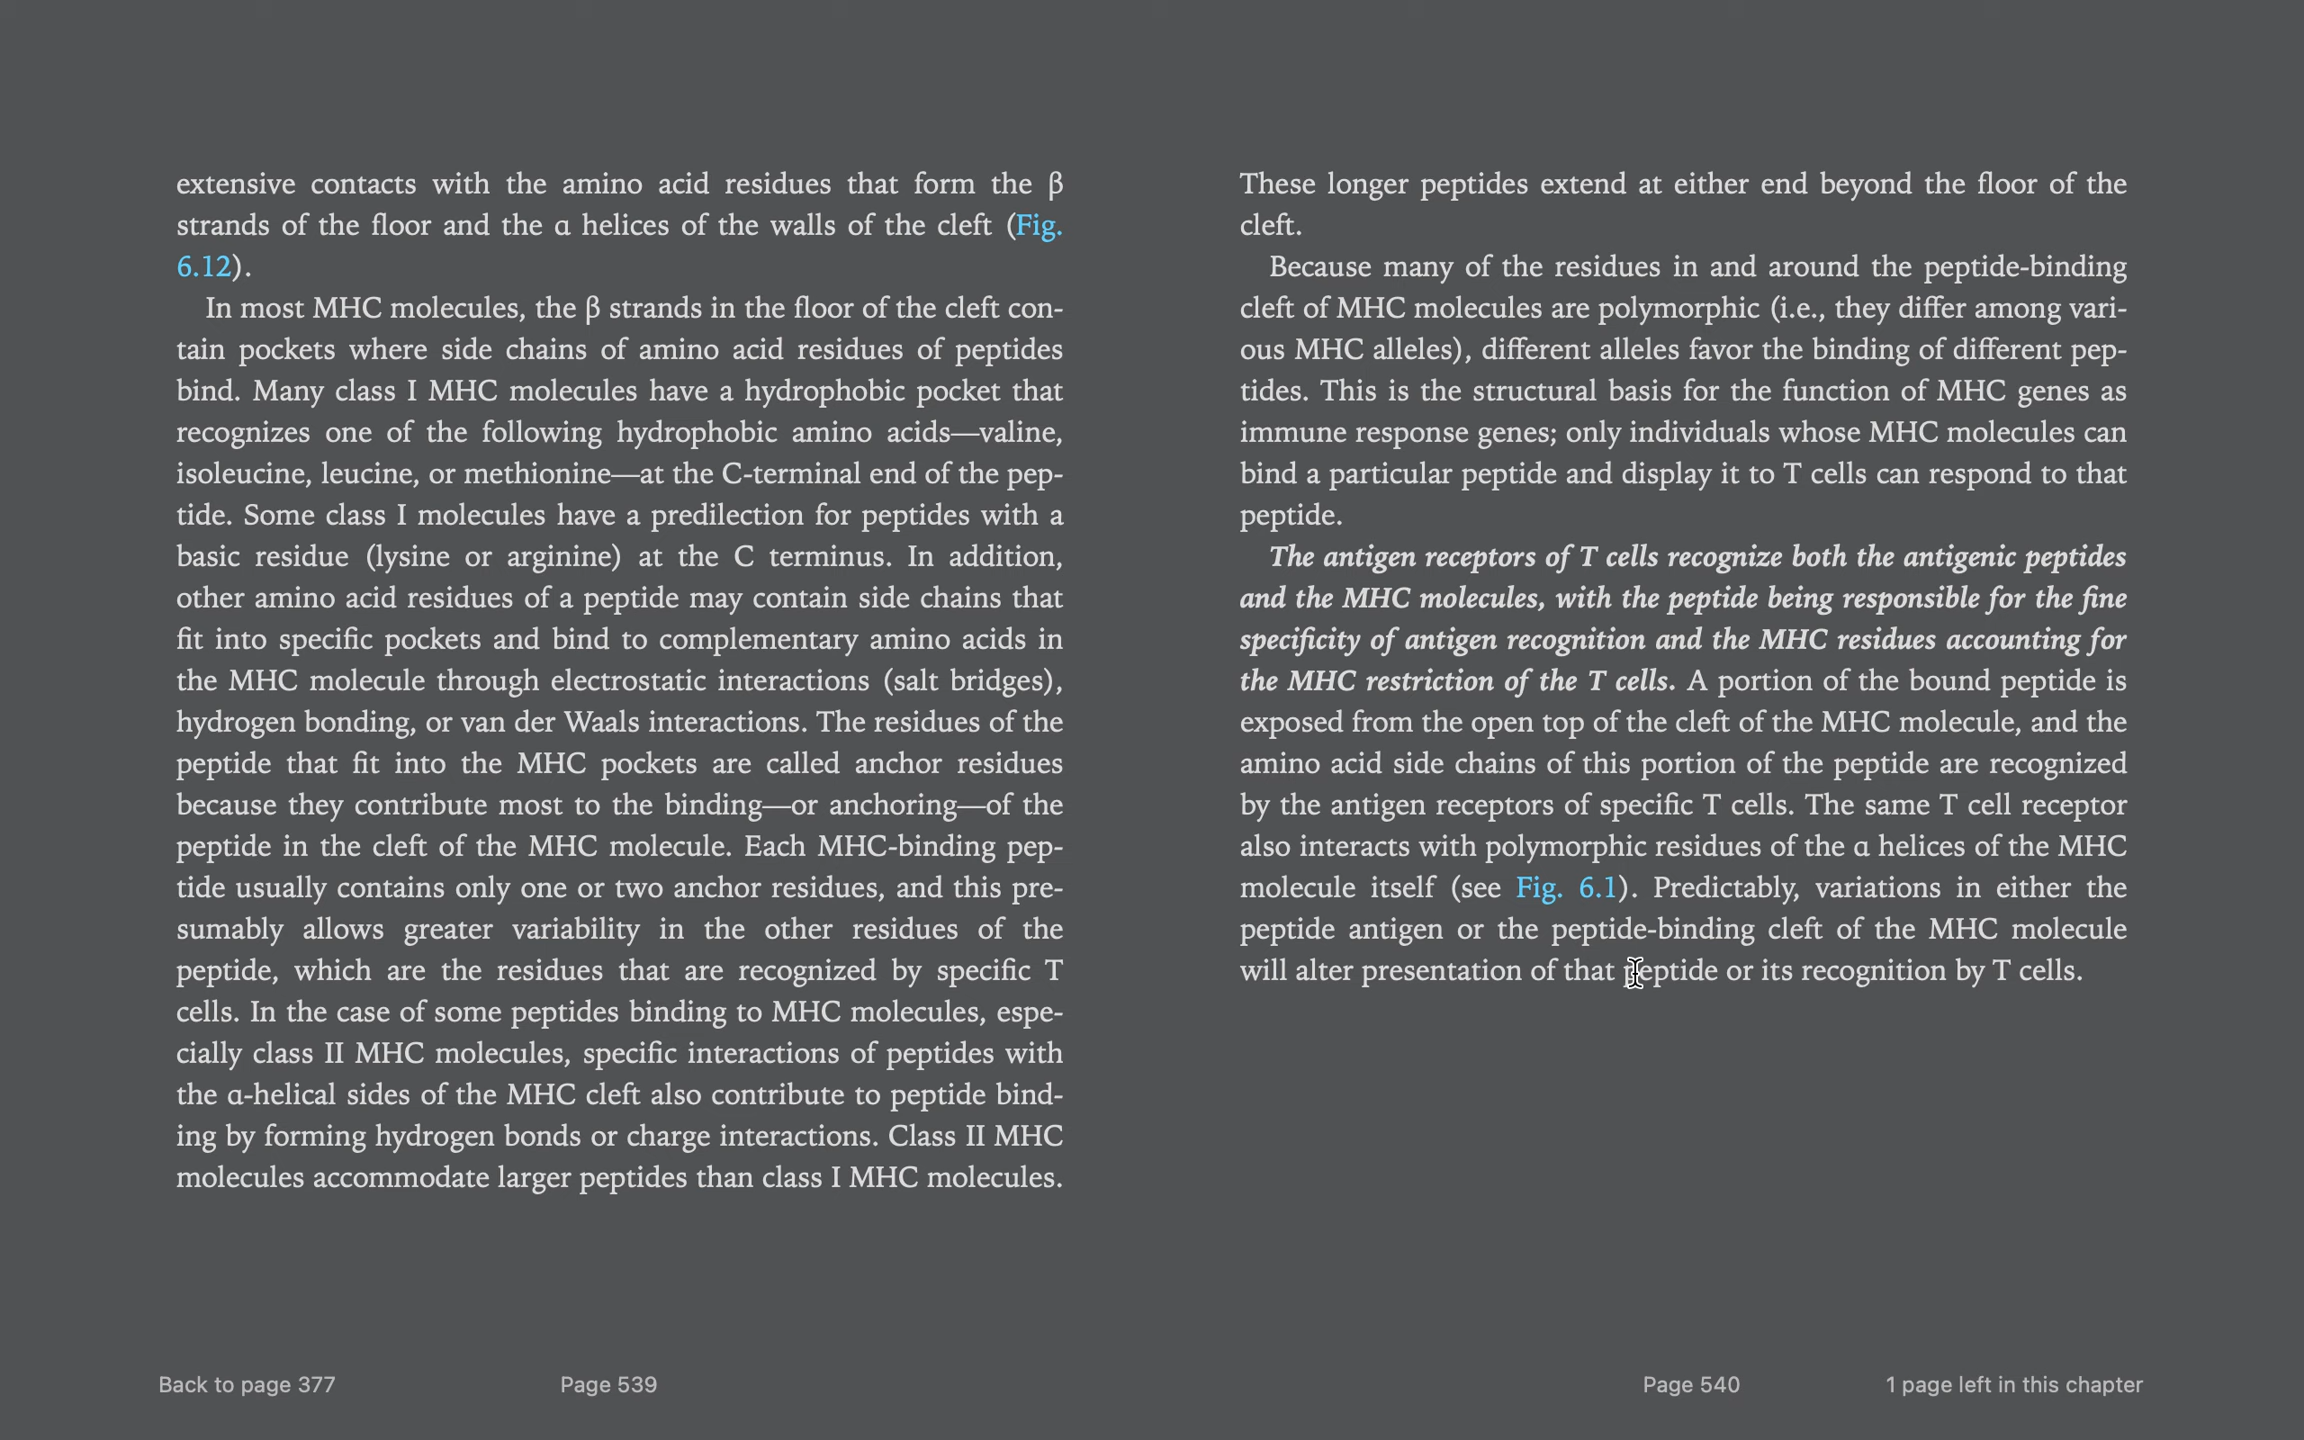 extensive contacts with the amino acid residues that form the β
strands of the floor and the α helices of the walls of the cleft (Fig.
6.12).
In most MHC molecules, the β strands in the floor of the cleft con-
tain pockets where side chains of amino acid residues of peptides
bind. Many class I MHC molecules have a hydrophobic pocket that
recognizes one of the following hydrophobic amino acids—valine,
isoleucine, leucine, or methionine—at the C-terminal end of the pep-
tide. Some class I molecules have a predilection for peptides with a
basic residue (lysine or arginine) at the C terminus. In addition,
other amino acid residues of a peptide may contain side chains that
fit into specific pockets and bind to complementary amino acids in
the MHC molecule through electrostatic interactions (salt bridges),
hydrogen bonding, or van der Waals interactions. The residues of the
peptide that fit into the MHC pockets are called anchor residues
because they contribute most to the binding—or anchoring—of the
peptide in the cleft of the MHC molecule. Each MHC-binding pep-
tide usually contains only one or two anchor residues, and this pre-
sumably allows greater variability in the other residues of the
peptide, which are the residues that are recognized by specific T
cells. In the case of some peptides binding to MHC molecules, espe-
cially class II MHC molecules, specific interactions of peptides with
the α-helical sides of the MHC cleft also contribute to peptide bind-
ing by forming hydrogen bonds or charge interactions. Class II MHC
molecules accommodate larger peptides than class I MHC molecules.
These longer peptides extend at either end beyond the floor of the
cleft.
Because many of the residues in and around the peptide-binding
cleft of MHC molecules are polymorphic (i.e., they differ among vari-
ous MHC alleles), different alleles favor the binding of different pep-
tides. This is the structural basis for the function of MHC genes as
immune response genes; only individuals whose MHC molecules can
bind a particular peptide and display it to T cells can respond to that
peptide.
The antigen receptors of T cells recognize both the antigenic peptides
and the MHC molecules, with the peptide being responsible for the fine
specificity of antigen recognition and the MHC residues accounting for
the MHC restriction of the T cells. A portion of the bound peptide is
exposed from the open top of the cleft of the MHC molecule, and the
amino acid side chains of this portion of the peptide are recognized
by the antigen receptors of specific T cells. The same T cell receptor
also interacts with polymorphic residues of the α helices of the MHC
molecule itself (see Fig. 6.1). Predictably, variations in either the
peptide antigen or the peptide-binding cleft of the MHC molecule
will alter presentation of that peptide or its recognition by T cells.
Back to page 377
Page 539
Page 540
1 page left in this chapter